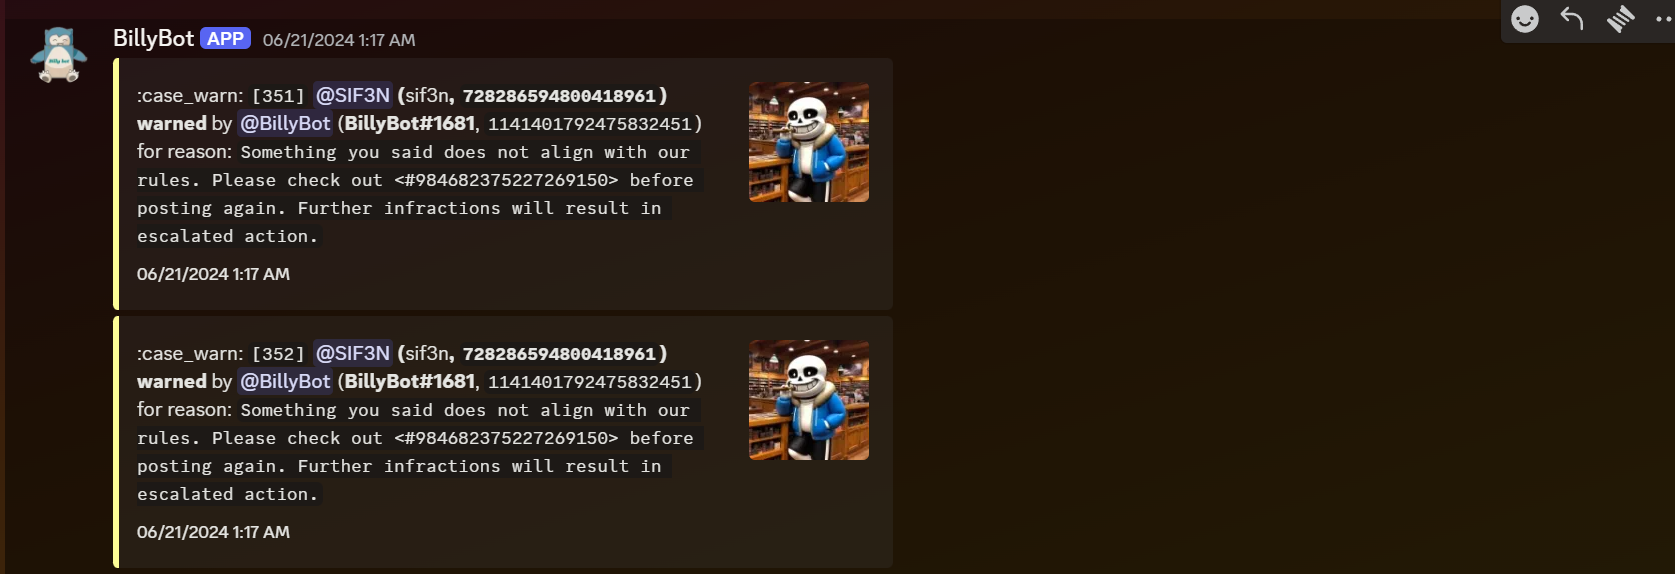 BillyBot APP 06/21/2024 1:17 AM
:case_warn: [351] @SIF3N (sif3n, 728286594800418961)
warned by @BillyBot (BillyBot#1681, 1141401792475832451)
for reason: Something you said does not align with our
rules. Please check out <#984682375227269150> before
posting again. Further infractions will result in
escalated action.
06/21/2024 1:17 AM
:case_warn: [352] @SIF3N (sif3n, 728286594800418961)
warned by @BillyBot (BillyBot#1681, 1141401792475832451)
for reason: Something you said does not align with our
rules. Please check out <#984682375227269150> before
posting again. Further infractions will result in
escalated action.
06/21/2024 1:17 AM